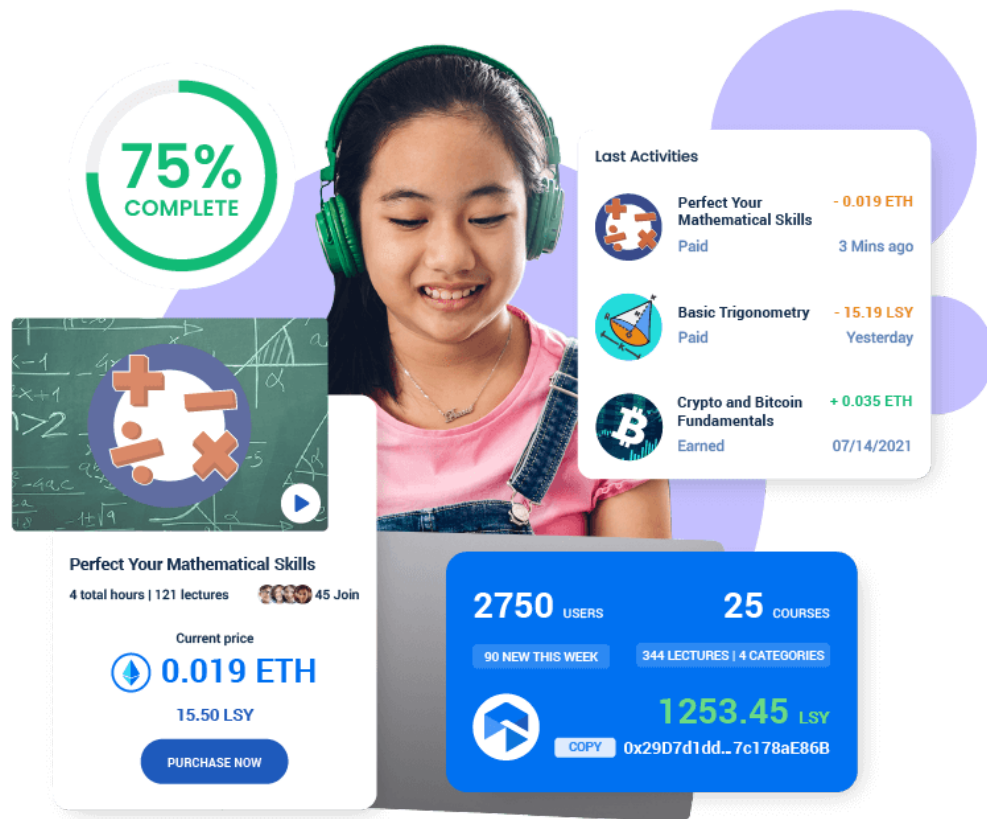 75%
COMPLETE
Last Activities
Perfect Your
Mathematical Skills
- 0.019 ETH
Paid
3 Mins ago
Basic Trigonometry
- 15.19 LSY
Paid
Yesterday
Crypto and Bitcoin
Fundamentals
+ 0.035 ETH
Earned
07/14/2021
Perfect Your Mathematical Skills
4 total hours | 121 lectures
45 Join
Current price
0.019 ETH
15.50 LSY
PURCHASE NOW
2750 USERS
25 COURSES
90 NEW THIS WEEK
344 LECTURES | 4 CATEGORIES
1253.45 LSY
COPY
0x29D7d1dd...7c178aE86B